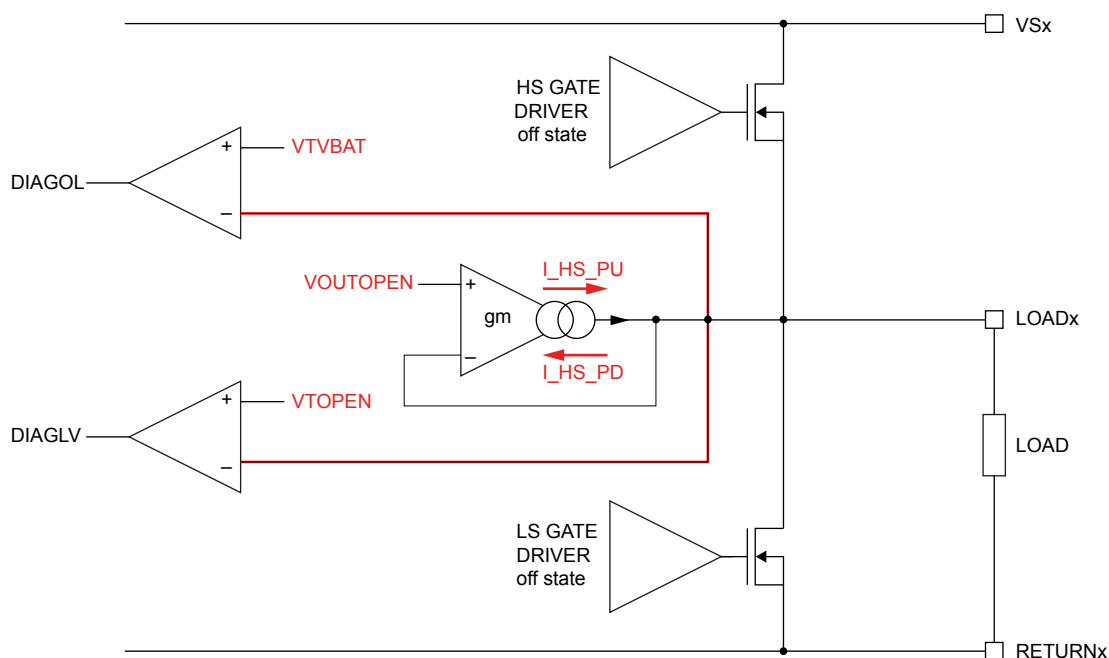 VSx
HS GATE
DRIVER
off state
+
VTVBAT
DIAGOL
−
I_HS_PU
VOUTOPEN
+
gm
LOADx
−
I_HS_PD
+
VTOPEN
DIAGLV
LOAD
−
LS GATE
DRIVER
off state
RETURNx